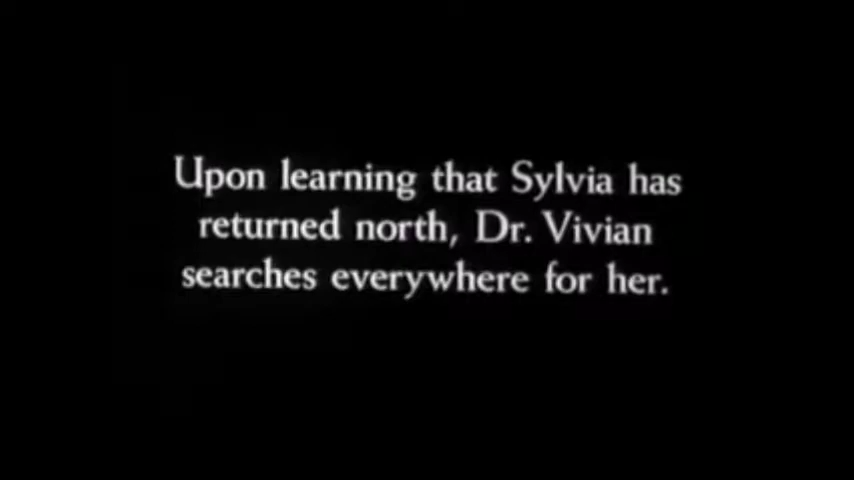 Upon learning that Sylvia has
returned north, Dr. Vivian
searches everywhere for her.